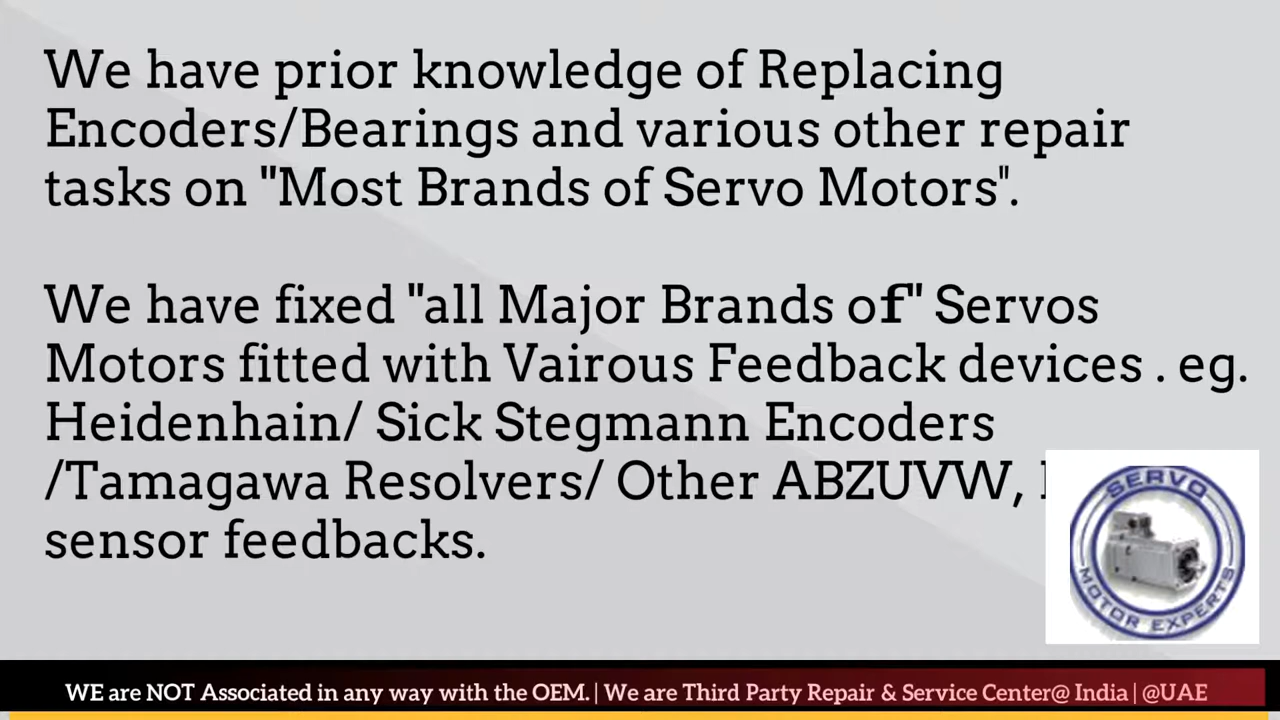 We have prior knowledge of Replacing
Encoders/Bearings and various other repair
tasks on "Most Brands of Servo Motors".
We have fixed "all Major Brands of" Servos
Motors fitted with Vairous Feedback devices . eg.
Heidenhain/ Sick Stegmann Encoders
/Tamagawa Resolvers/ Other ABZUVW,
sensor feedbacks.
SERVO
MOTOR EXPERTS
WE are NOT Associated in any way with the OEM. | We are Third Party Repair & Service Center@ India | @UAE